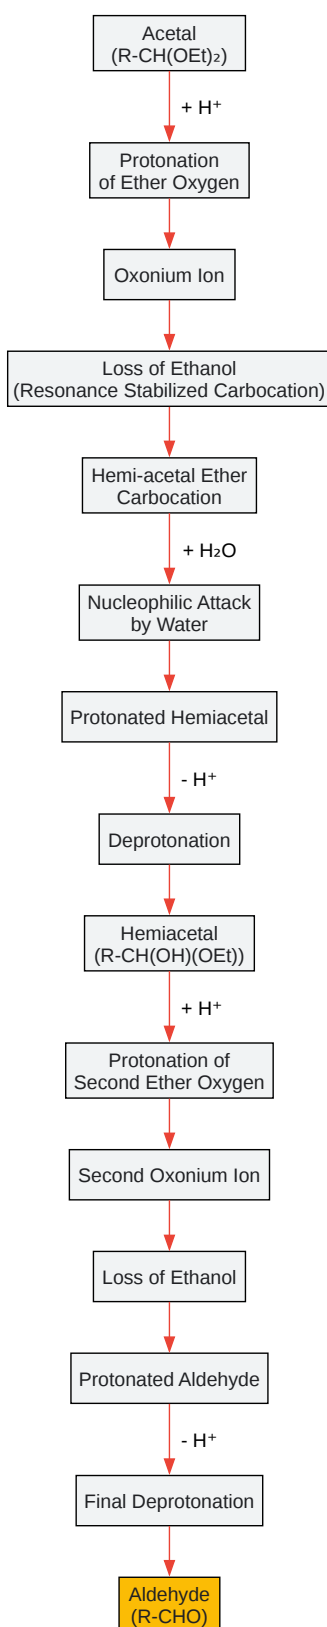 Acetal
(R-CH(OEt)₂)
+ H⁺
Protonation
of Ether Oxygen
Oxonium Ion
Loss of Ethanol
(Resonance Stabilized Carbocation)
Hemi-acetal Ether
Carbocation
+ H₂O
Nucleophilic Attack
by Water
Protonated Hemiacetal
- H⁺
Deprotonation
Hemiacetal
(R-CH(OH)(OEt))
+ H⁺
Protonation of
Second Ether Oxygen
Second Oxonium Ion
Loss of Ethanol
Protonated Aldehyde
- H⁺
Final Deprotonation
Aldehyde
(R-CHO)